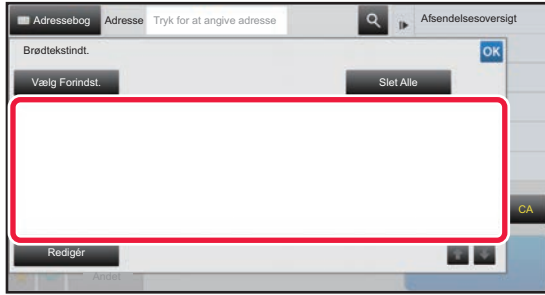 Adressebog Adresse Tryk for at angive adresse Afsendelsesoversigt
Brødtekstindt. OK
Vælg Forindst. Slet Alle
CA
Redigér
Andet